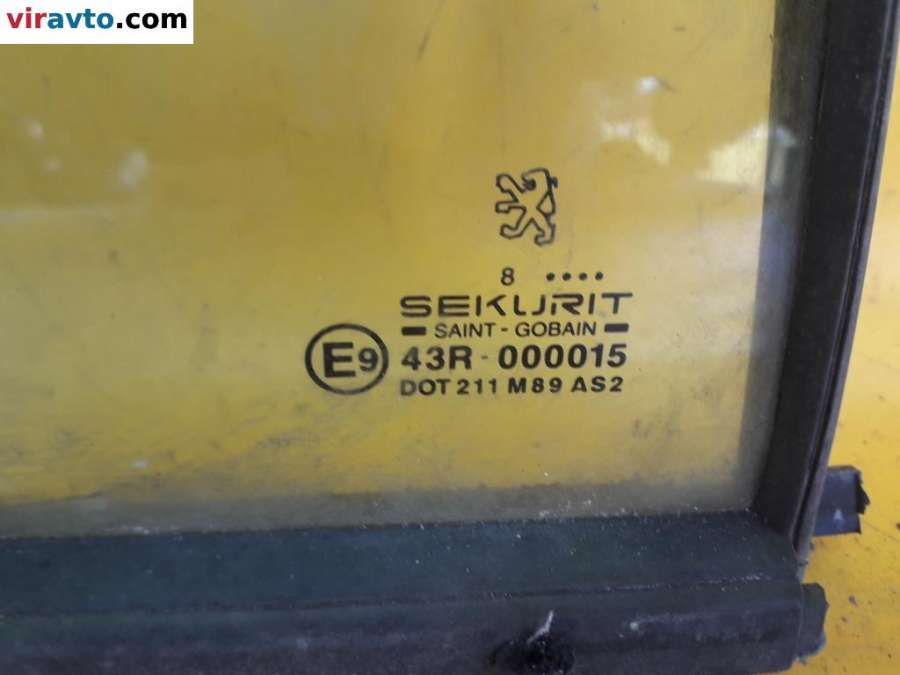 viravto.com
8 ....
SEKURIT
SAINT - GOBAIN
E9 43R - 000015
DOT 211 M89 AS2